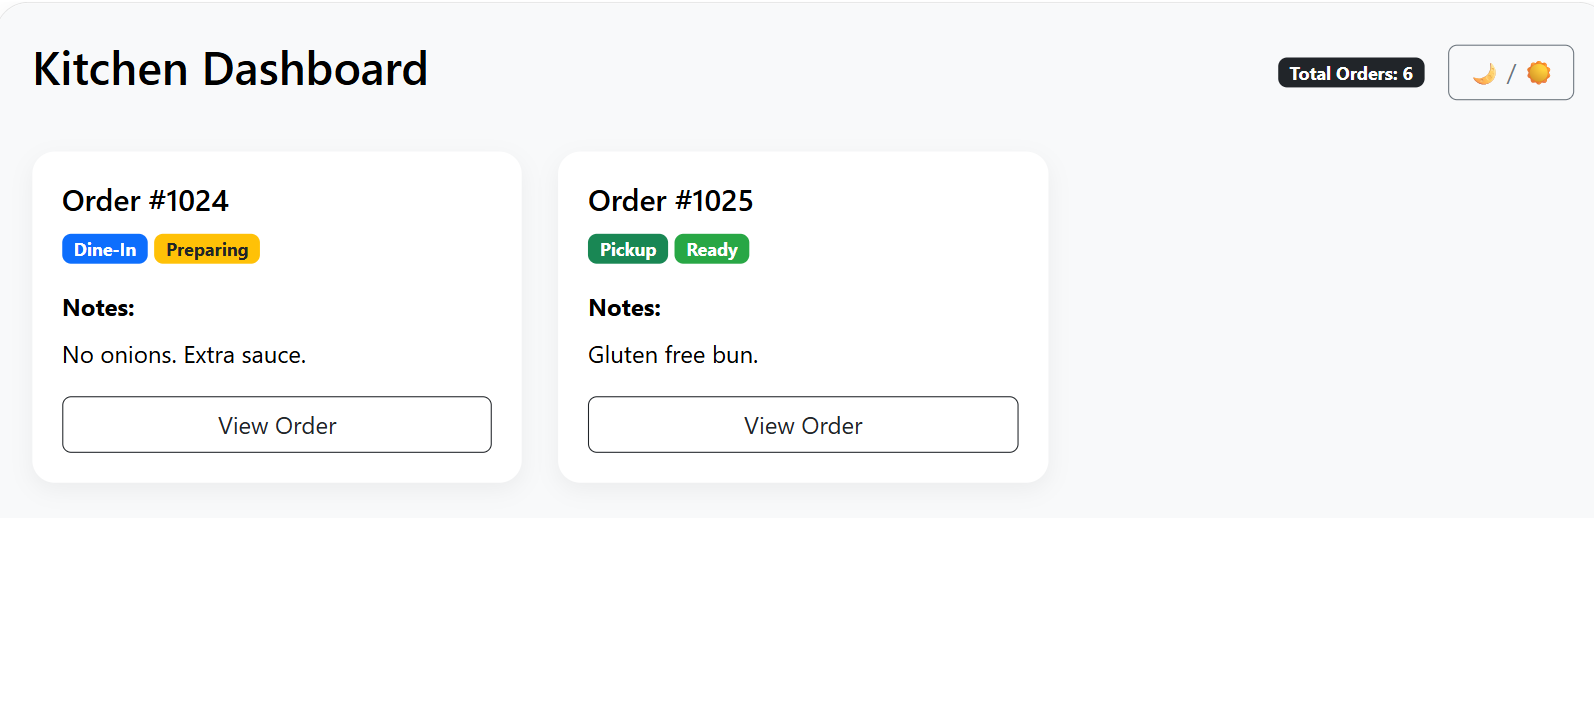 Kitchen Dashboard
Total Orders: 6
🌙 / ☀️
Order #1024
Dine-In Preparing
Notes:
No onions. Extra sauce.
View Order
Order #1025
Pickup Ready
Notes:
Gluten free bun.
View Order